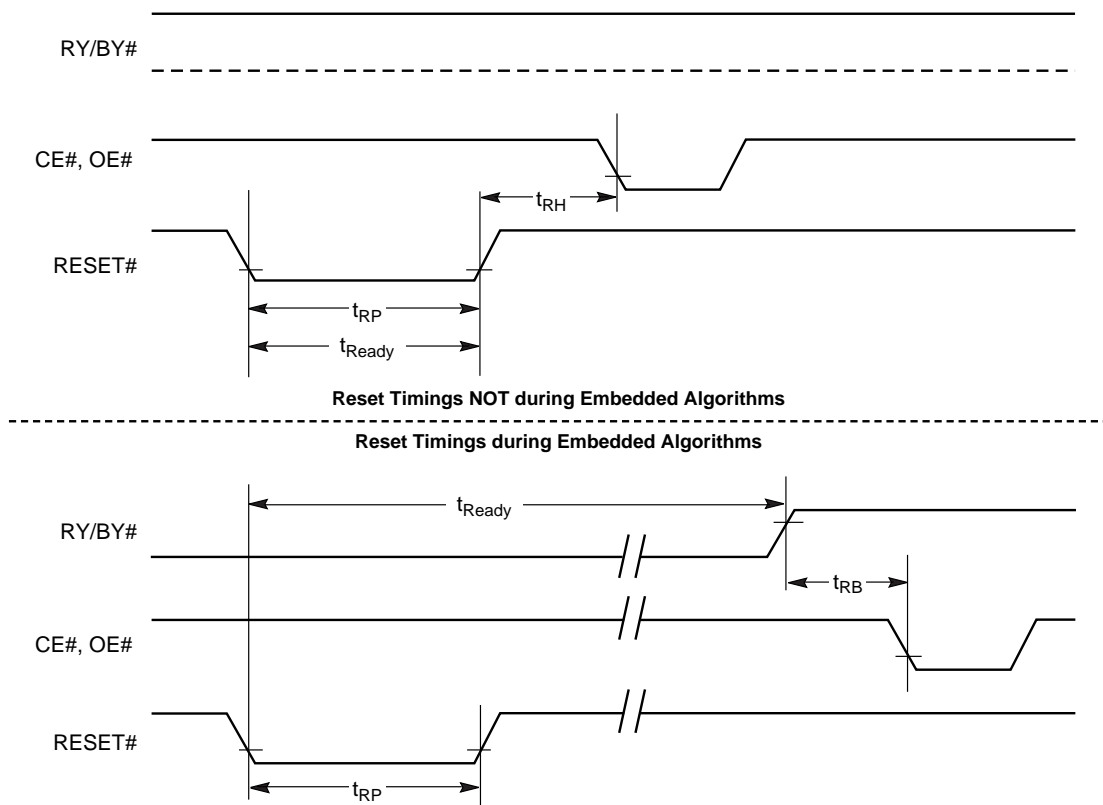 RY/BY#
CE#, OE#
tRH
RESET#
tRP
tReady
Reset Timings NOT during Embedded Algorithms
Reset Timings during Embedded Algorithms
tReady
RY/BY#
tRB
CE#, OE#
RESET#
tRP